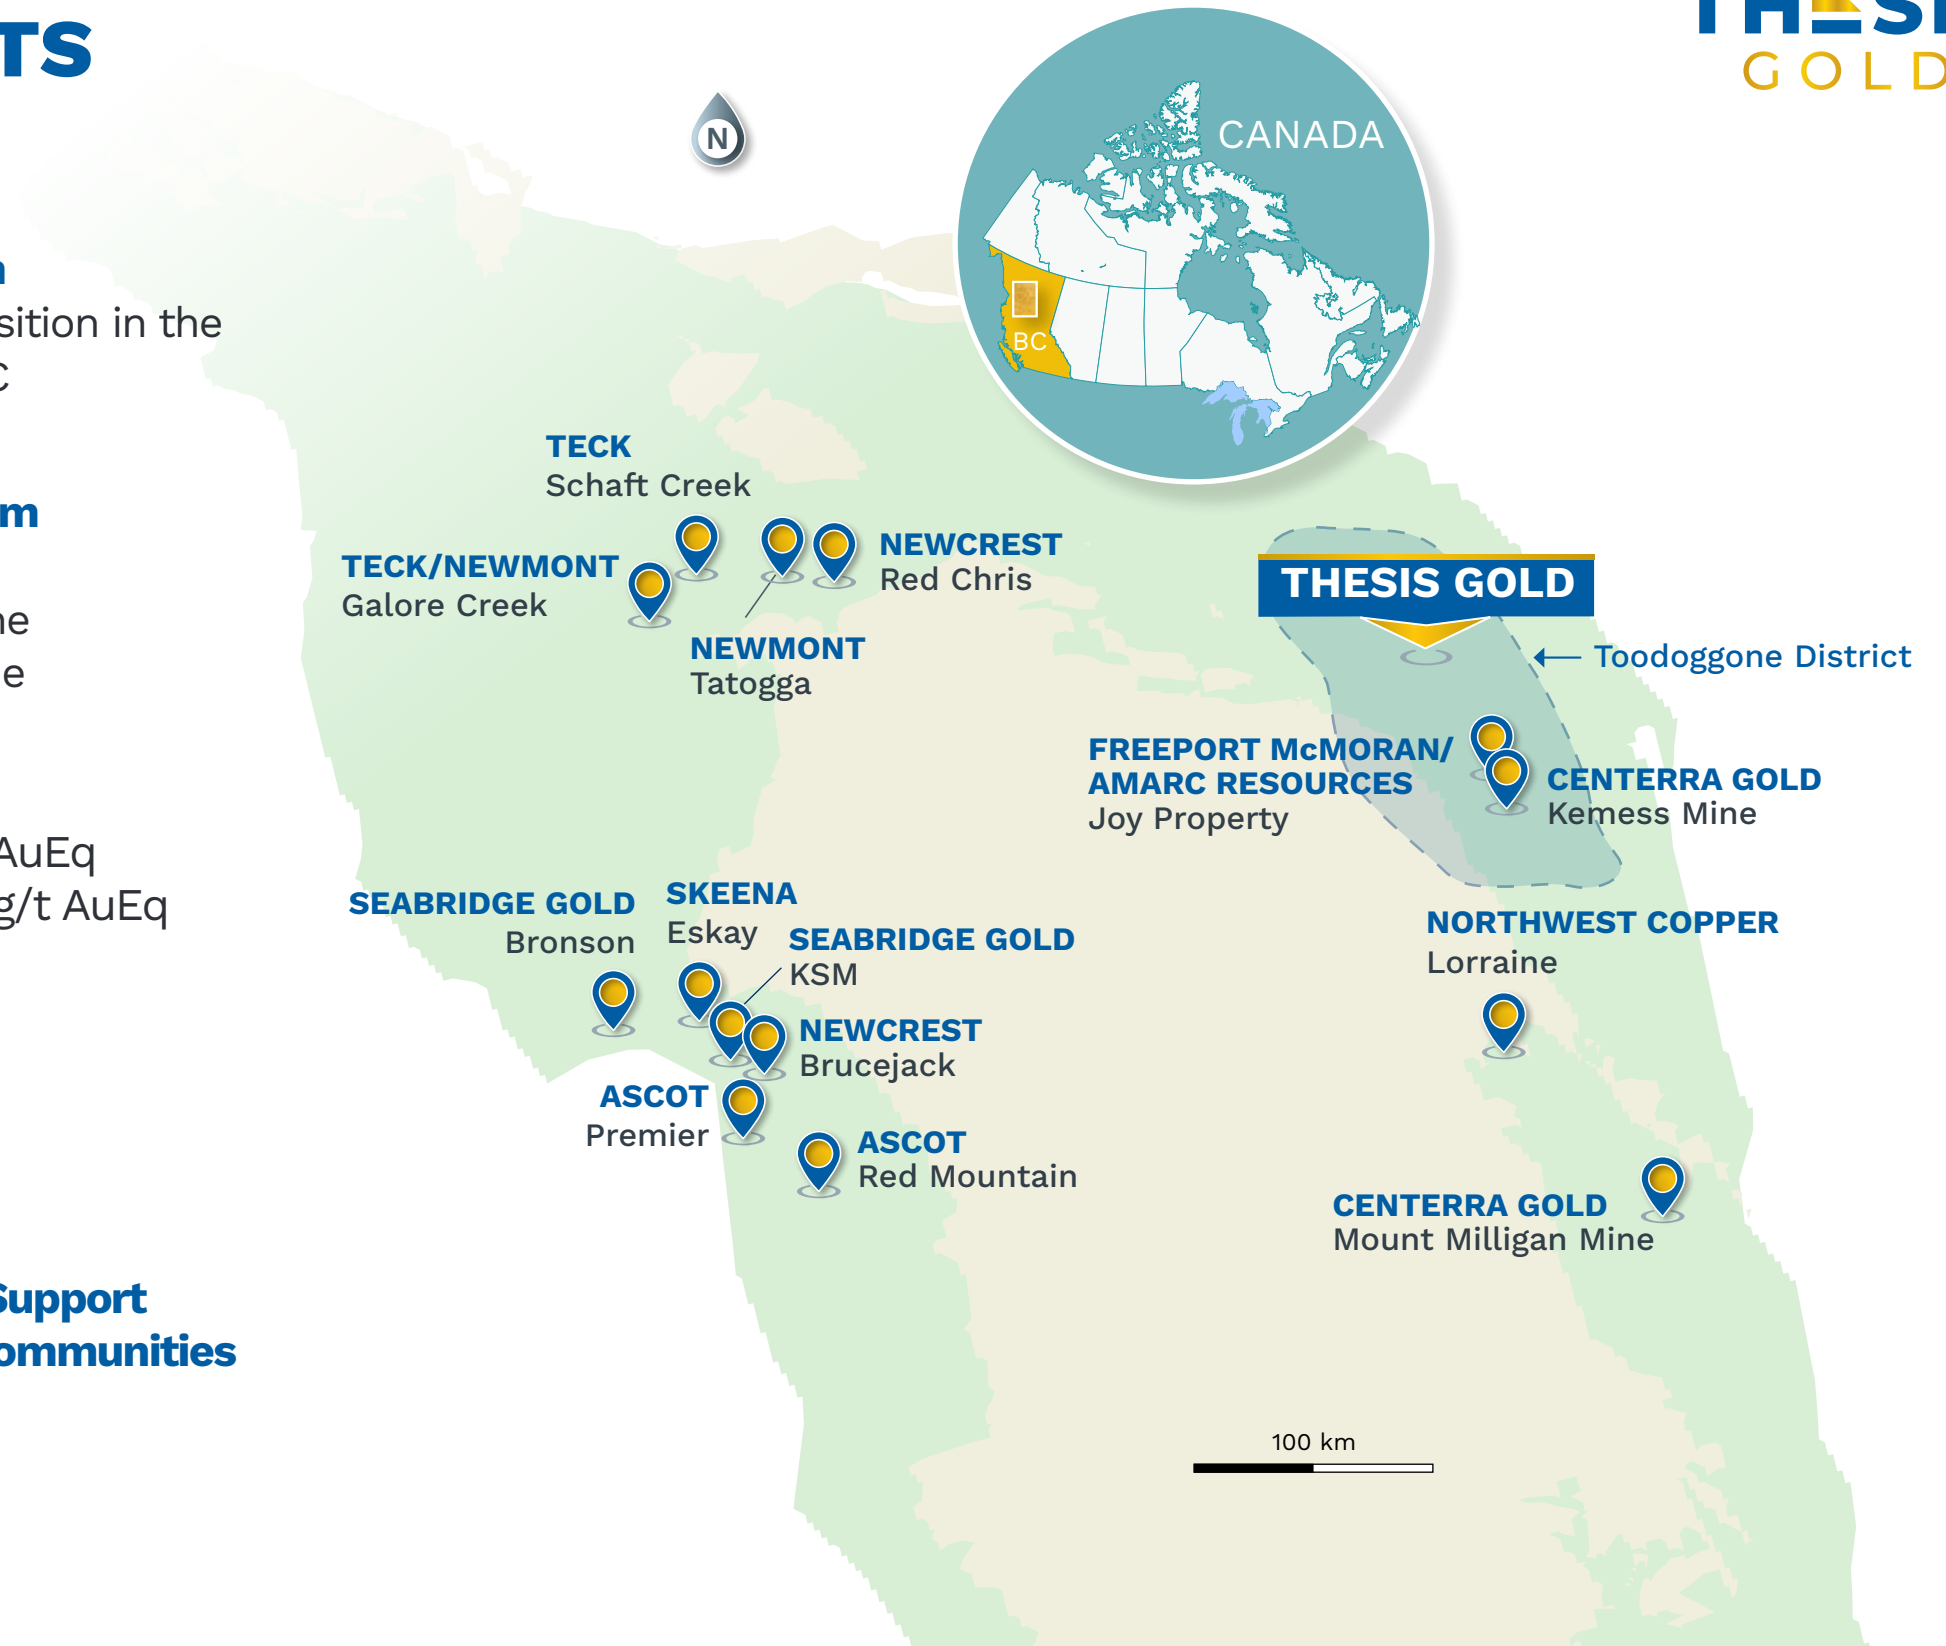 TS
GOLD
N
CANADA
BC
sition in the
TECK
Schaft Creek
TECK/NEWMONT
Galore Creek
NEWCREST
Red Chris
NEWMONT
Tatogga
THESIS GOLD
Toodoggone District
FREEPORT McMORAN/
AMARC RESOURCES
Joy Property
CENTERRA GOLD
Kemess Mine
AuEq
g/t AuEq
SEABRIDGE GOLD
Bronson
SKEENA
Eskay
SEABRIDGE GOLD
KSM
NEWCREST
Brucejack
NORTHWEST COPPER
Lorraine
ASCOT
Premier
ASCOT
Red Mountain
CENTERRA GOLD
Mount Milligan Mine
Support
ommunities
100 km